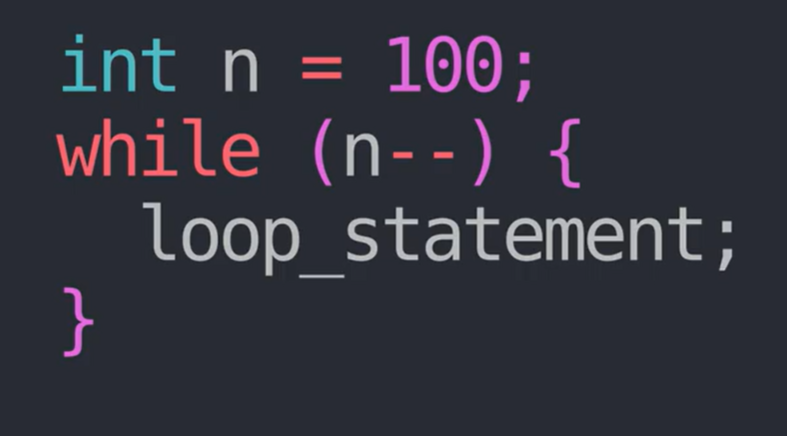 int n = 100;
while (n--) {
  loop_statement;
}